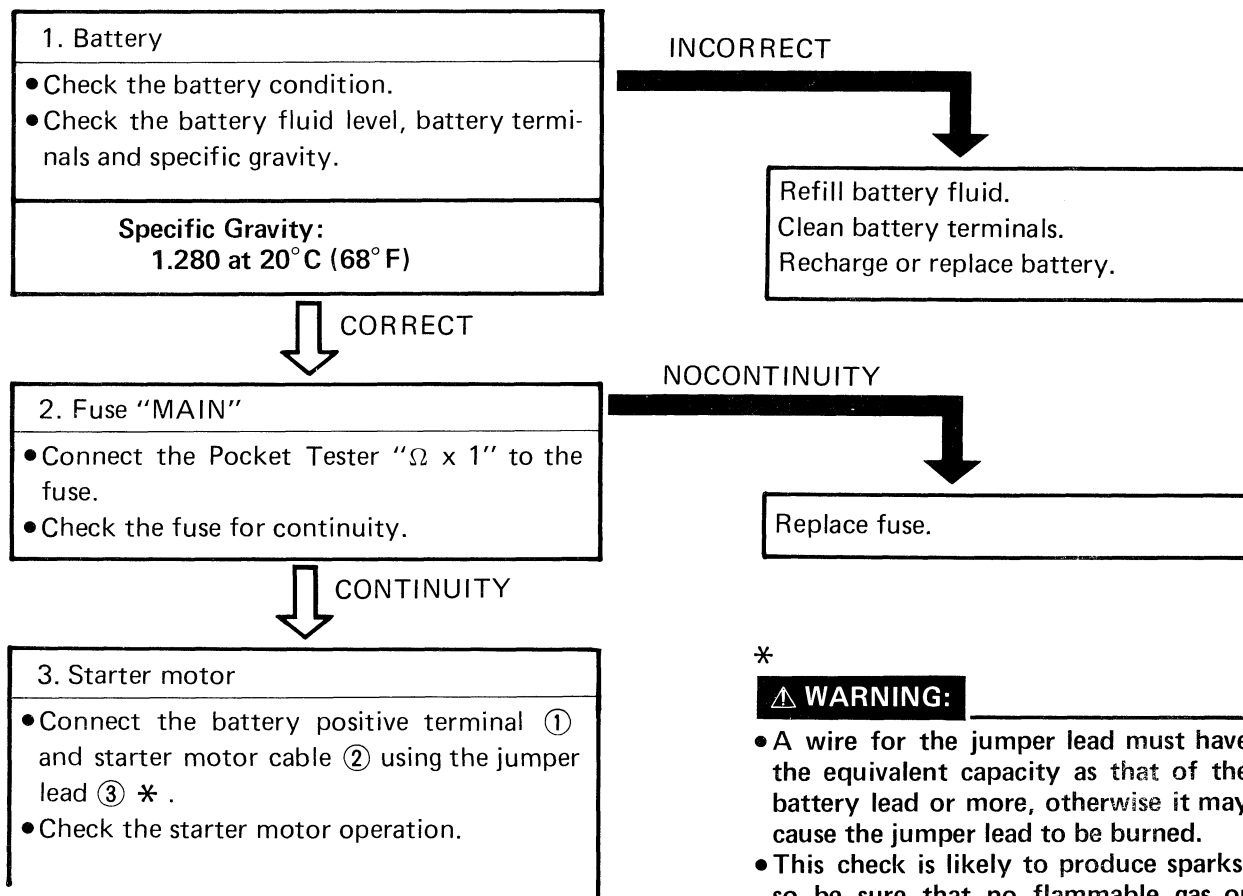 1. Battery
●Check the battery condition.
●Check the battery fluid level, battery termi-
nals and specific gravity.
Specific Gravity:
1.280 at 20°C (68°F)
INCORRECT
Refill battery fluid.
Clean battery terminals.
Recharge or replace battery.
CORRECT
2. Fuse "MAIN"
●Connect the Pocket Tester "Ω x 1" to the
fuse.
●Check the fuse for continuity.
NOCONTINUITY
Replace fuse.
CONTINUITY
3. Starter motor
●Connect the battery positive terminal ①
and starter motor cable ② using the jumper
lead ③ * .
●Check the starter motor operation.
*
⚠ WARNING:
●A wire for the jumper lead must have
the equivalent capacity as that of the
battery lead or more, otherwise it may
cause the jumper lead to be burned.
●This check is likely to produce sparks,
so be sure that no flammable gas or